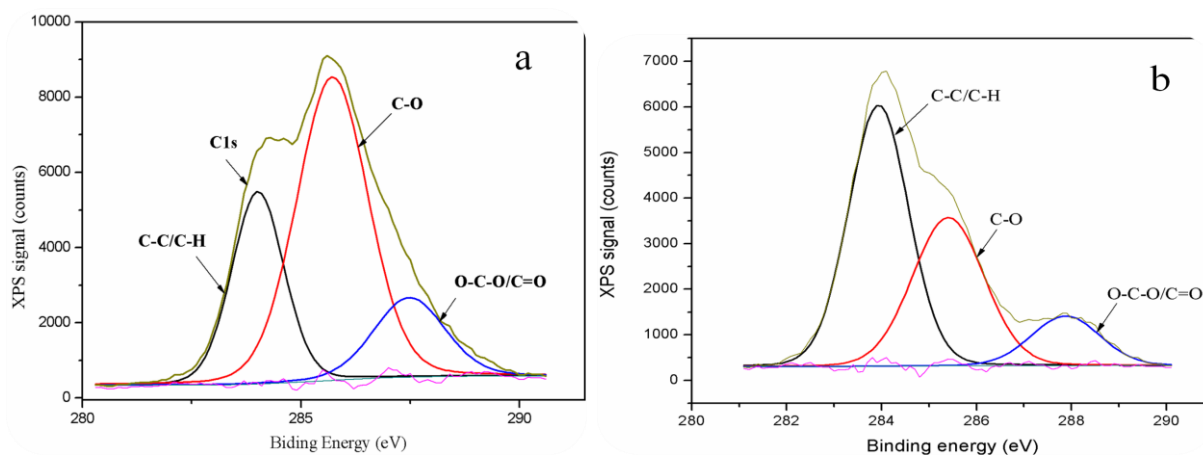 a
10000
8000
6000
4000
2000
0
XPS signal (counts)
C1s
C-C/C-H
C-O
O-C-O/C=O
280
285
290
Biding Energy (eV)
b
7000
6000
5000
4000
3000
2000
1000
0
XPS signal (counts)
C-C/C-H
C-O
O-C-O/C=O
280
282
284
286
288
290
Binding energy (eV)